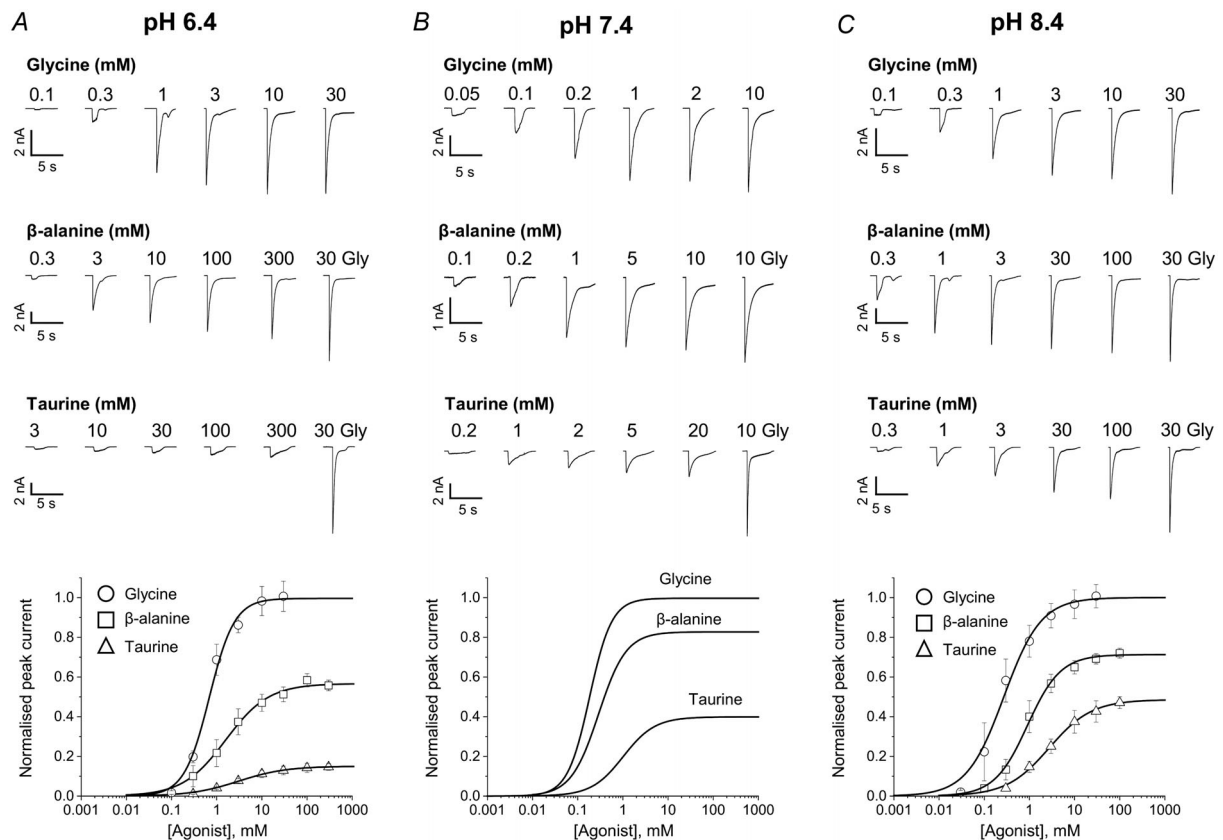 A
pH 6.4
Glycine (mM)
0.1 0.3 1 3 10 30
2 nA
5 s
β-alanine (mM)
0.3 3 10 100 300 30 Gly
2 nA
5 s
Taurine (mM)
3 10 30 100 300 30 Gly
2 nA
5 s
Normalised peak current
1.0
0.8
0.6
0.4
0.2
0.0
Glycine
β-alanine
Taurine
0.001 0.01 0.1 1 10 100 1000
[Agonist], mM
B
pH 7.4
Glycine (mM)
0.05 0.1 0.2 1 2 10
2 nA
5 s
β-alanine (mM)
0.1 0.2 1 5 10 10 Gly
1 nA
5 s
Taurine (mM)
0.2 1 2 5 20 10 Gly
2 nA
5 s
Normalised peak current
1.0
0.8
0.6
0.4
0.2
0.0
Glycine
β-alanine
Taurine
0.001 0.01 0.1 1 10 100 1000
[Agonist], mM
C
pH 8.4
Glycine (mM)
0.1 0.3 1 3 10 30
2 nA
5 s
β-alanine (mM)
0.3 1 3 30 100 30 Gly
2 nA
5 s
Taurine (mM)
0.3 1 3 30 100 30 Gly
2 nA
5 s
Normalised peak current
1.0
0.8
0.6
0.4
0.2
0.0
Glycine
β-alanine
Taurine
0.001 0.01 0.1 1 10 100 1000
[Agonist], mM